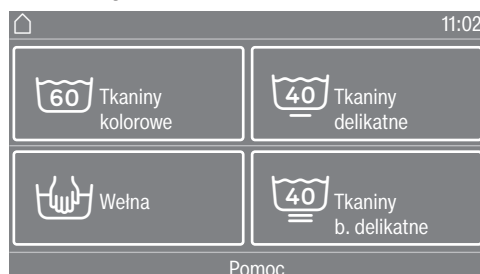 11:02
60 Tkaniny
kolorowe
40 Tkaniny
delikatne
Wełna
40 Tkaniny
b. delikatne
Pomoc